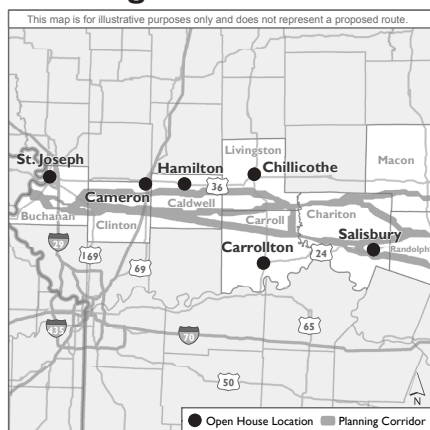 This map is for illustrative purposes only and does not represent a proposed route.
Livingston
Macon
St. Joseph
Hamilton
36
Chillicothe
Cameron
Caldwell
Buchanan
Clinton
Carroll
Chariton
Salisbury
Randolph
29
169
69
Carrollton
24
435
70
65
50
N
Open House Location
Planning Corridor